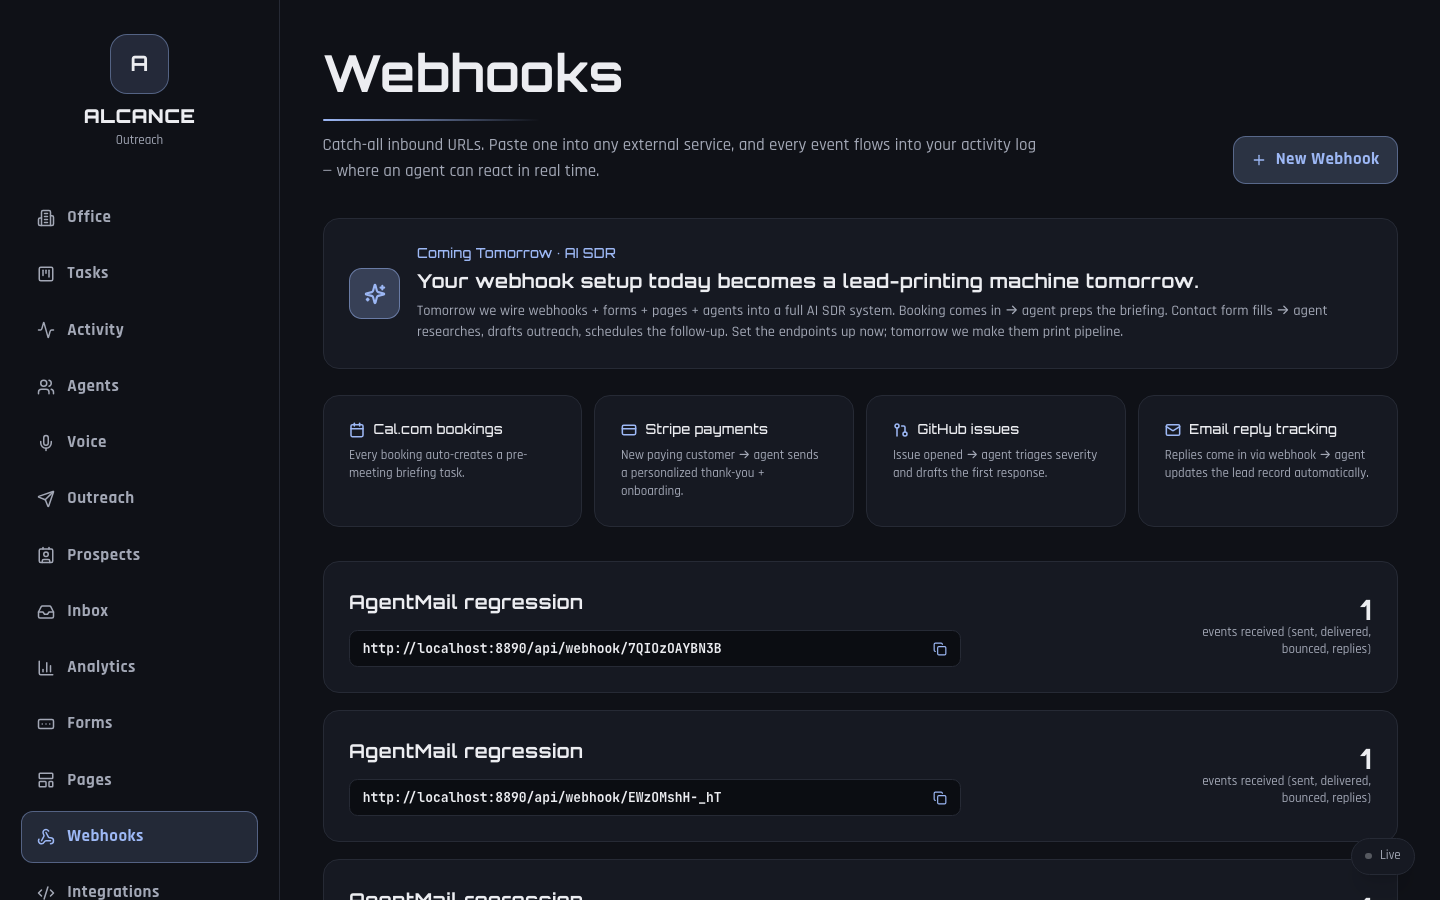 A
ALCANCE
Outreach
Office
Tasks
Activity
Agents
Voice
Outreach
Prospects
Inbox
Analytics
Forms
Pages
Webhooks
Integrations
Webhooks
Catch-all inbound URLs. Paste one into any external service, and every event flows into your activity log
— where an agent can react in real time.
New Webhook
Coming Tomorrow · AI SDR
Your webhook setup today becomes a lead-printing machine tomorrow.
Tomorrow we wire webhooks + forms + pages + agents into a full AI SDR system. Booking comes in → agent preps the briefing. Contact form fills → agent
researches, drafts outreach, schedules the follow-up. Set the endpoints up now; tomorrow we make them print pipeline.
Cal.com bookings
Every booking auto-creates a pre-
meeting briefing task.
Stripe payments
New paying customer → agent sends
a personalized thank-you +
onboarding.
GitHub issues
Issue opened → agent triages severity
and drafts the first response.
Email reply tracking
Replies come in via webhook → agent
updates the lead record automatically.
AgentMail regression
http://localhost:8890/api/webhook/7QIOzOAYBN3B
1
events received (sent, delivered,
bounced, replies)
AgentMail regression
http://localhost:8890/api/webhook/EWzOMshH-_hT
1
events received (sent, delivered,
bounced, replies)
Live
AgentMail regression
1